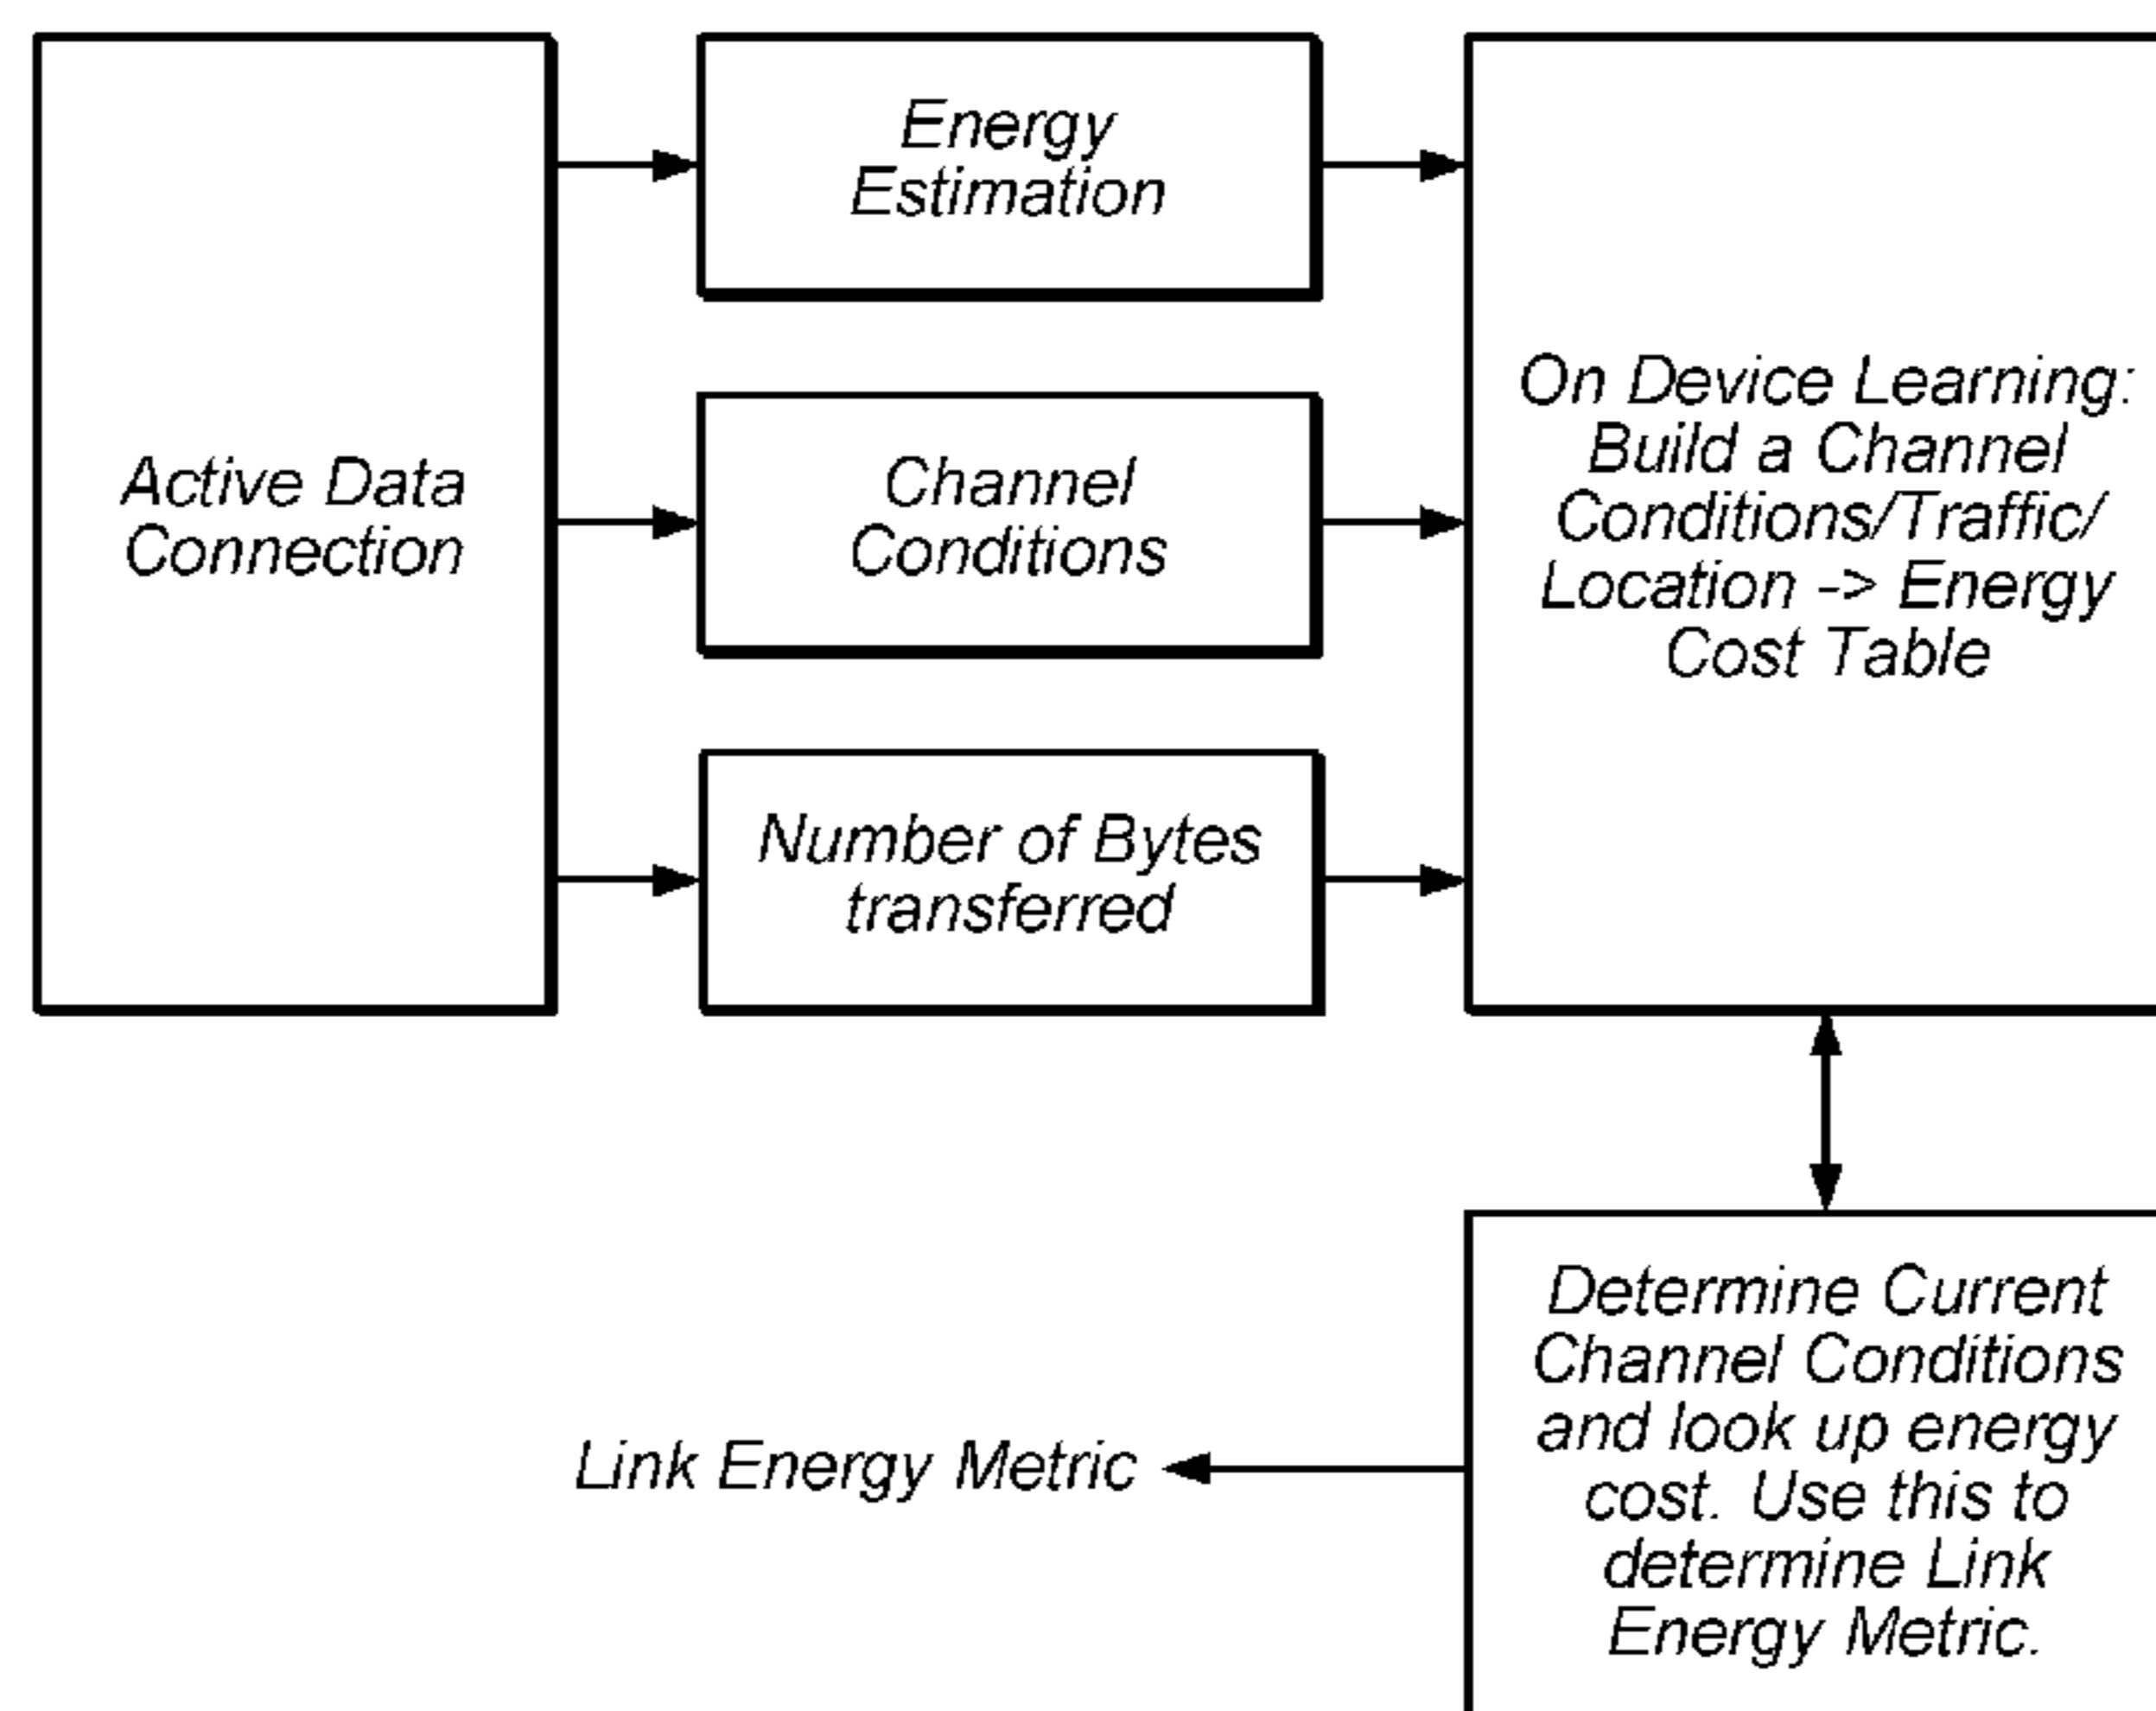 Active Data
Connection
Energy
Estimation
Channel
Conditions
Number of Bytes
transferred
On Device Learning:
Build a Channel
Conditions/Traffic/
Location -> Energy
Cost Table
Determine Current
Channel Conditions
and look up energy
cost. Use this to
determine Link
Energy Metric.
Link Energy Metric